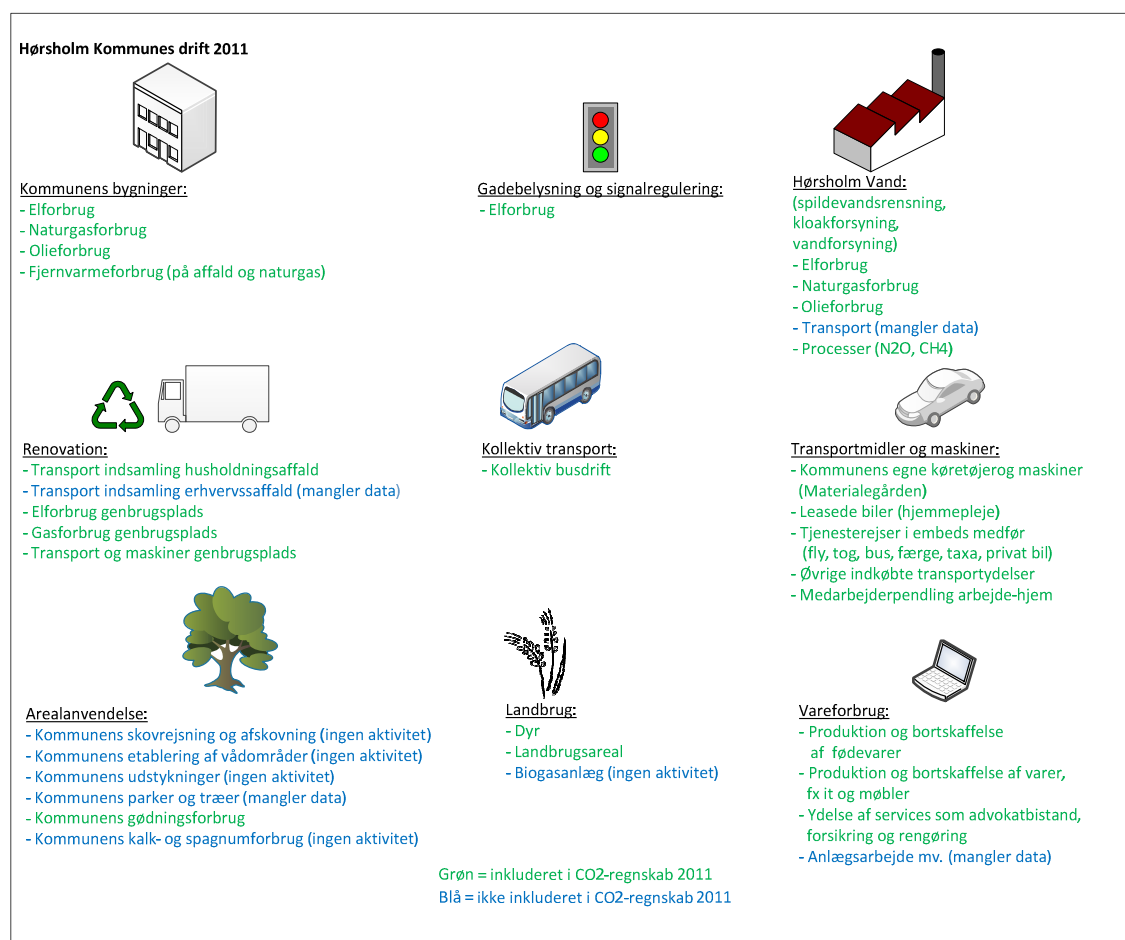 Hørsholm Kommunes drift 2011
Kommunens bygninger:
- Elforbrug
- Naturgasforbrug
- Olieforbrug
- Fjernvarmeforbrug (på affald og naturgas)
Gadebelysning og signalregulering:
- Elforbrug
Hørsholm Vand:
(spildevandsrensning,
kloakforsyning,
vandforsyning)
- Elforbrug
- Naturgasforbrug
- Olieforbrug
- Transport (mangler data)
- Processer (N2O, CH4)
Renovation:
- Transport indsamling husholdningsaffald
- Transport indsamling erhvervssaffald (mangler data)
- Elforbrug genbrugsplads
- Gasforbrug genbrugsplads
- Transport og maskiner genbrugsplads
Kollektiv transport:
- Kollektiv busdrift
Transportmidler og maskiner:
- Kommunens egne køretøjerog maskiner
(Materialegården)
- Leasede biler (hjemmepleje)
- Tjenesterejser i embeds medfør
(fly, tog, bus, færge, taxa, privat bil)
- Øvrige indkøbte transportydelser
- Medarbejderpendling arbejde-hjem
Arealanvendelse:
- Kommunens skovrejsning og afskovning (ingen aktivitet)
- Kommunens etablering af vådområder (ingen aktivitet)
- Kommunens udstykninger (ingen aktivitet)
- Kommunens parker og træer (mangler data)
- Kommunens gødningsforbrug
- Kommunens kalk- og spagnumforbrug (ingen aktivitet)
Landbrug:
- Dyr
- Landbrugsareal
- Biogasanlæg (ingen aktivitet)
Vareforbrug:
- Produktion og bortskaffelse
af fødevarer
- Produktion og bortskaffelse af varer,
fx it og møbler
- Ydelse af services som advokatbistand,
forsikring og rengøring
- Anlægsarbejde mv. (mangler data)
Grøn = inkluderet i CO2-regnskab 2011
Blå = ikke inkluderet i CO2-regnskab 2011